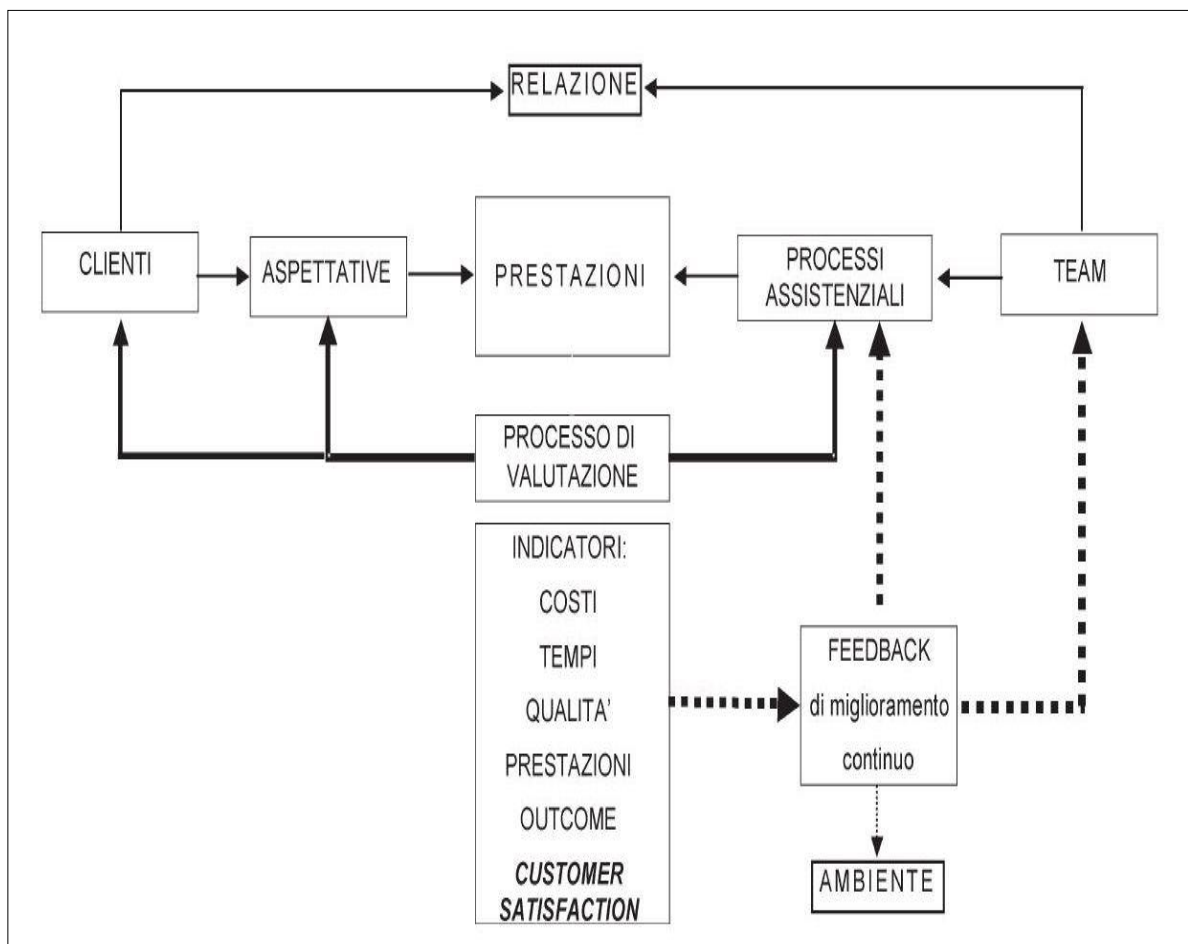 RELAZIONE
CLIENTI
ASPETTATIVE
PRESTAZIONI
PROCESSI
ASSISTENZIALI
TEAM
PROCESSO DI
VALUTAZIONE
INDICATORI:
COSTI
TEMPI
QUALITA'
PRESTAZIONI
OUTCOME
CUSTOMER
SATISFACTION
FEEDBACK
di miglioramento
continuo
AMBIENTE